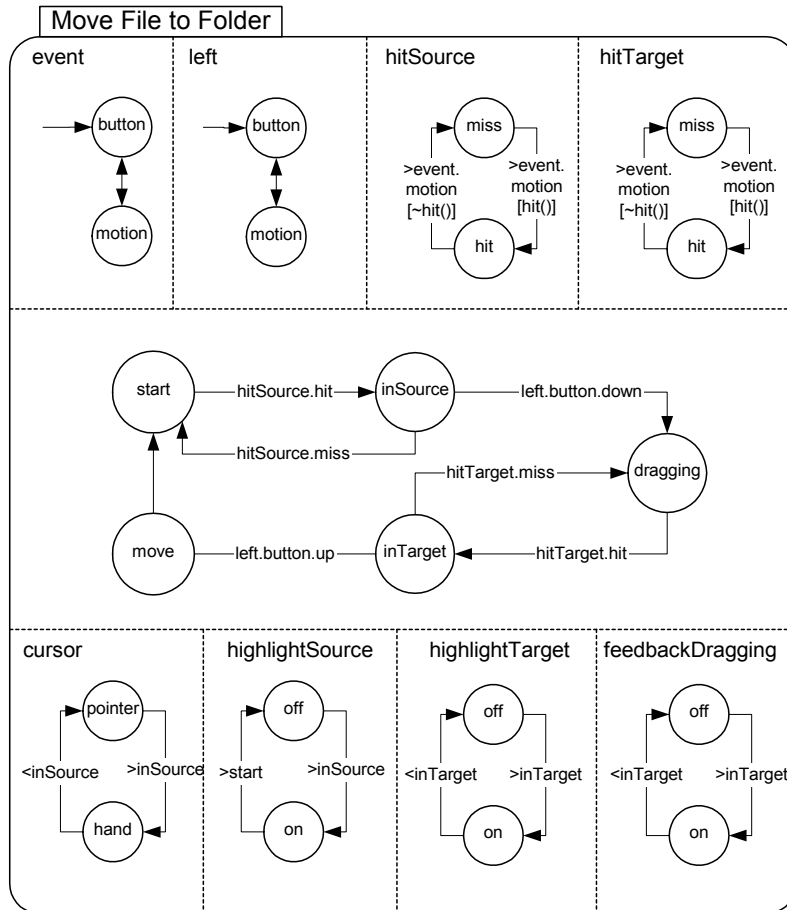 Move File to Folder
event
left
hitSource
hitTarget
button
button
miss
miss
>event.
motion
[~hit()]
>event.
motion
[hit()]
>event.
motion
[~hit()]
>event.
motion
[hit()]
motion
motion
hit
hit
start
hitSource.hit
inSource
left.button.down
hitSource.miss
hitTarget.miss
dragging
move
left.button.up
inTarget
hitTarget.hit
cursor
highlightSource
highlightTarget
feedbackDragging
pointer
off
off
off
<inSource
>inSource
>start
>inSource
<inTarget
>inTarget
<inTarget
>inTarget
hand
on
on
on